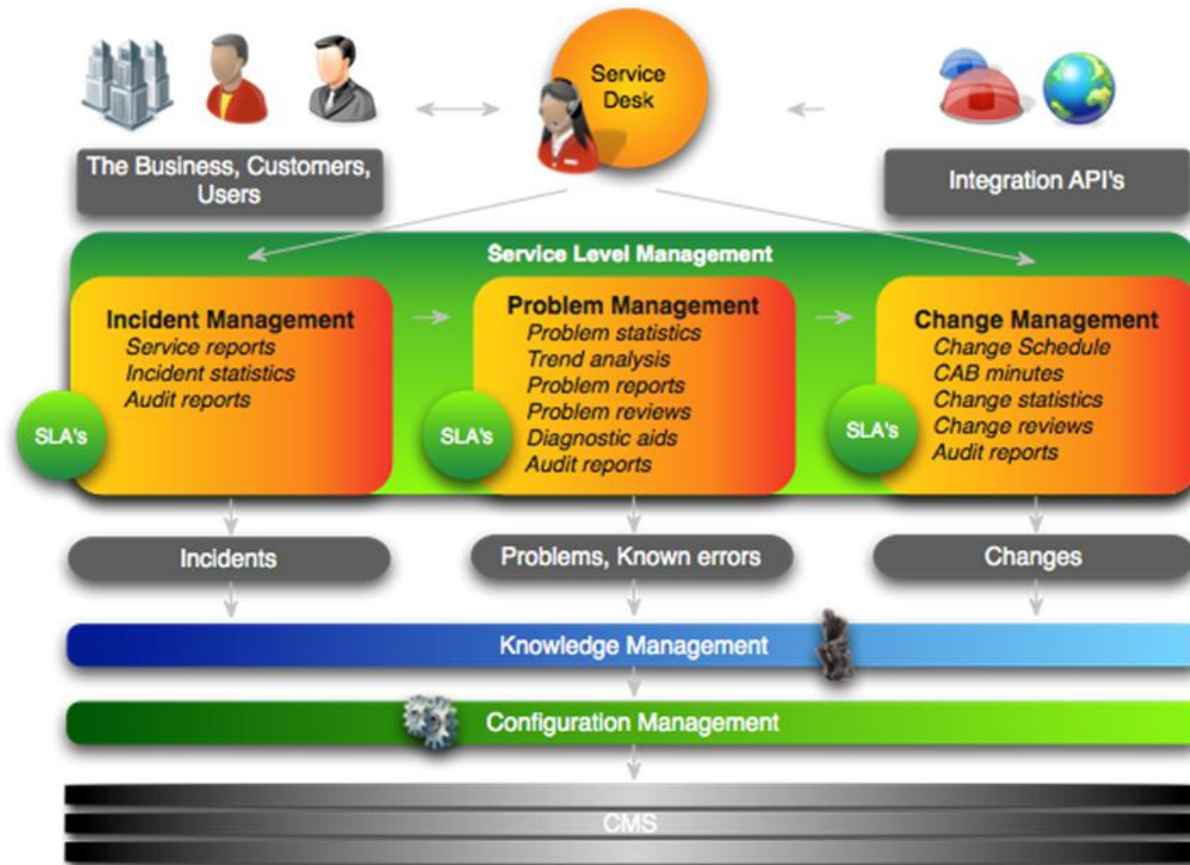 Service
Desk
The Business, Customers,
Users
Integration API's
Service Level Management
Incident Management
Service reports
Incident statistics
Audit reports
SLA's
Problem Management
Problem statistics
Trend analysis
Problem reports
Problem reviews
Diagnostic aids
Audit reports
SLA's
Change Management
Change Schedule
CAB minutes
Change statistics
Change reviews
Audit reports
SLA's
Incidents
Problems, Known errors
Changes
Knowledge Management
Configuration Management
CMS